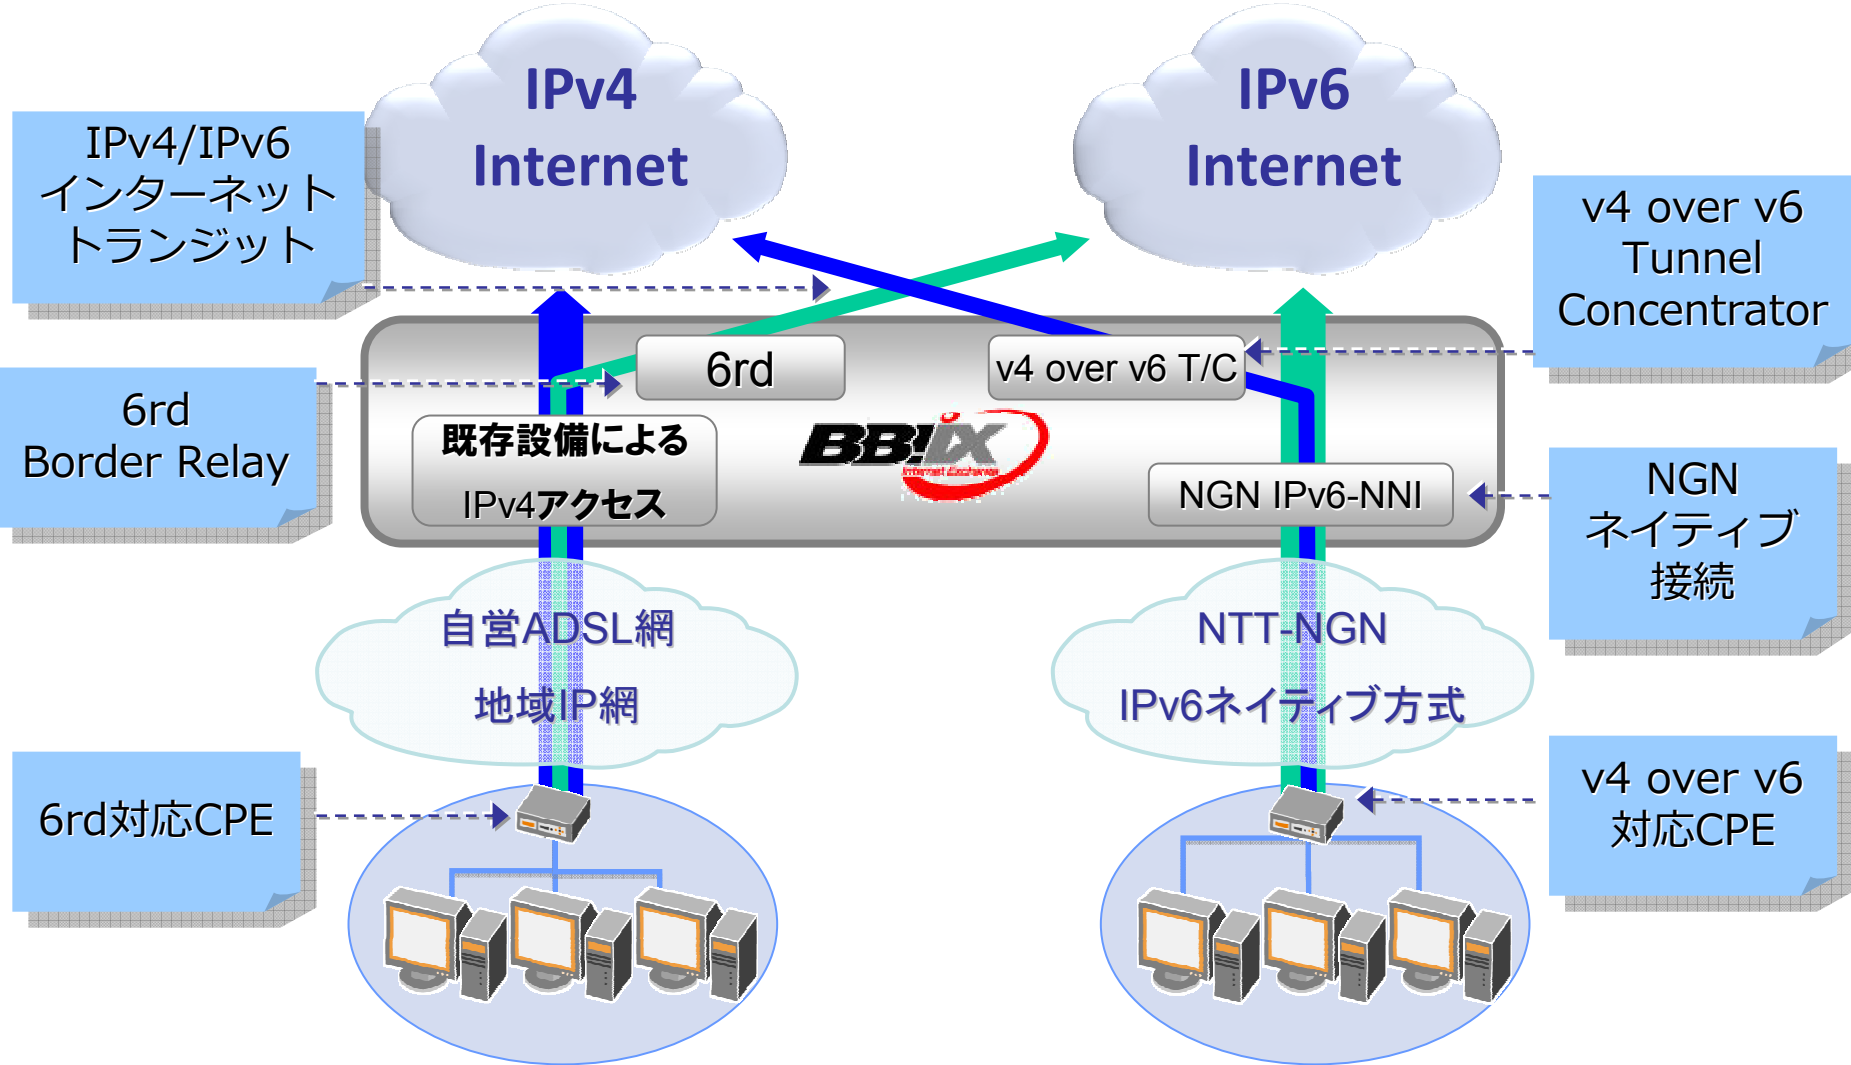 IPv4
Internet
IPv6
Internet
IPv4/IPv6
インターネット
トランジット
v4 over v6
Tunnel
Concentrator
6rd
v4 over v6 T/C
6rd
Border Relay
既存設備による
IPv4アクセス
BB!IX
Internet Exchange
NGN IPv6-NNI
NGN
ネイティブ
接続
自営ADSL網
地域IP網
NTT-NGN
IPv6ネイティブ方式
6rd対応CPE
v4 over v6
対応CPE